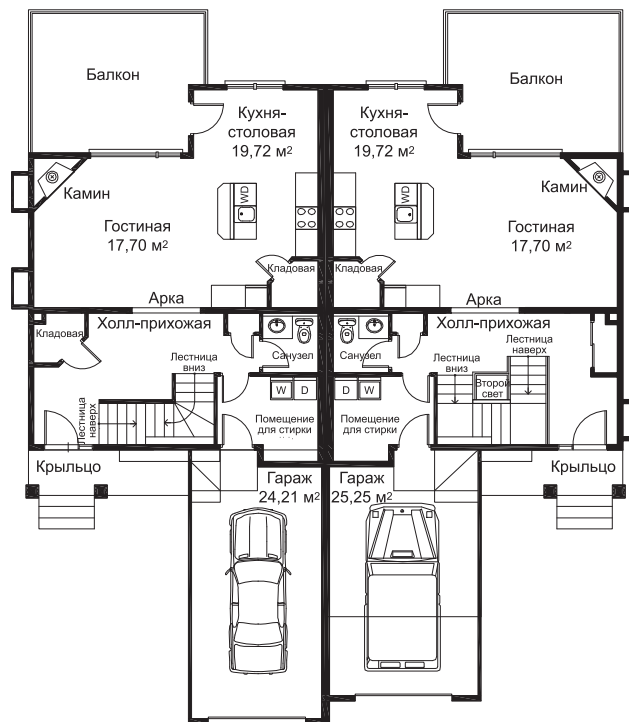 Балкон
Балкон
Кухня-
столовая
19,72 м²
Кухня-
столовая
19,72 м²
WD
WD
Камин
Камин
Гостиная
17,70 м²
Гостиная
17,70 м²
Кладовая
Кладовая
Арка
Арка
Холл-прихожая
Холл-прихожая
Кладовая
Санузел
Санузел
Лестница
вниз
Лестница
вниз
Лестница
наверх
Второй
свет
W D
D W
Лестница
наверх
Помещение
для стирки
Помещение
для стирки
Крыльцо
Крыльцо
Гараж
24,21 м²
Гараж
25,25 м²